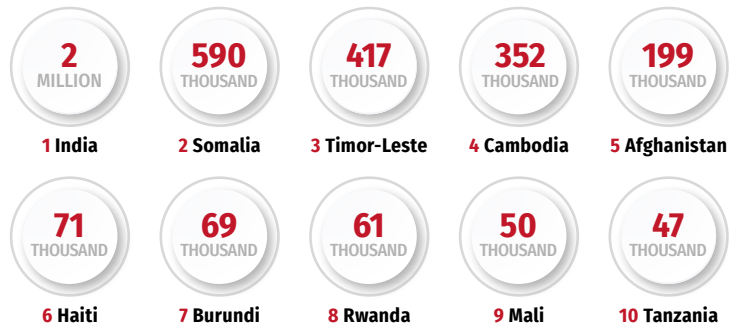 2
MILLION
1 India
590
THOUSAND
2 Somalia
417
THOUSAND
3 Timor-Leste
352
THOUSAND
4 Cambodia
199
THOUSAND
5 Afghanistan
71
THOUSAND
6 Haiti
69
THOUSAND
7 Burundi
61
THOUSAND
8 Rwanda
50
THOUSAND
9 Mali
47
THOUSAND
10 Tanzania